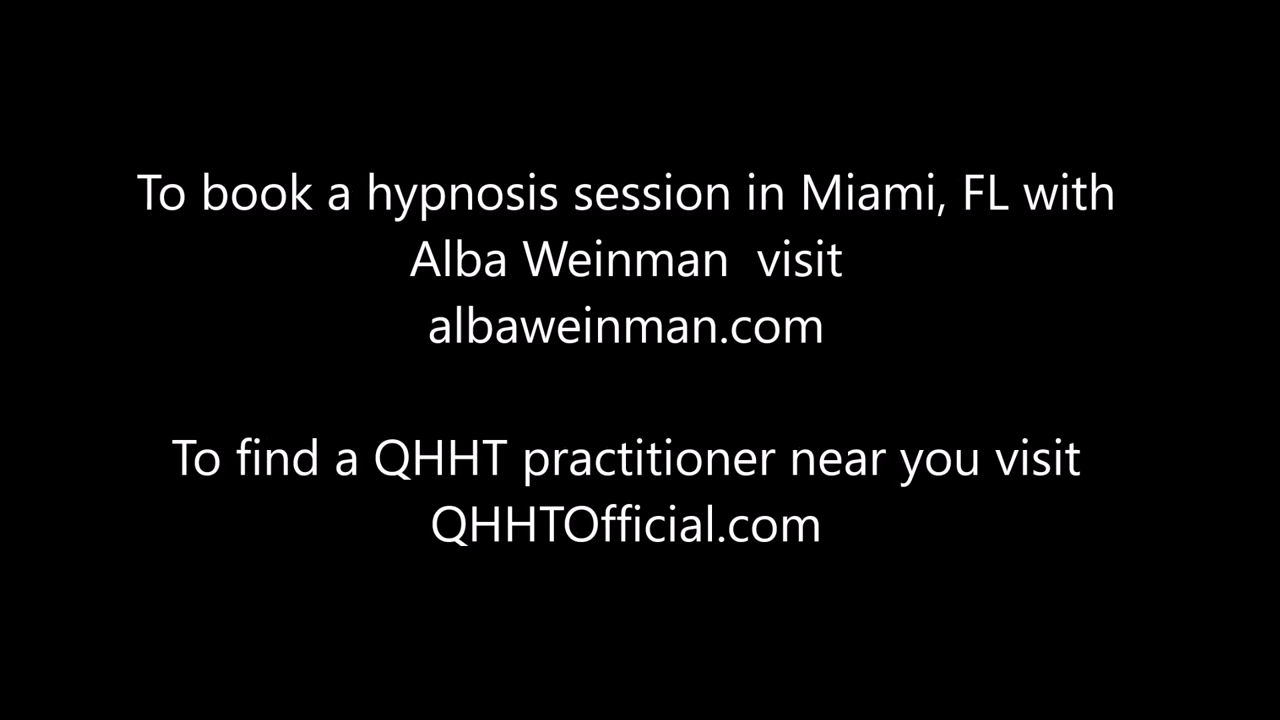 To book a hypnosis session in Miami, FL with
Alba Weinman  visit
albaweinman.com
To find a QHHT practitioner near you visit
QHHTOfficial.com